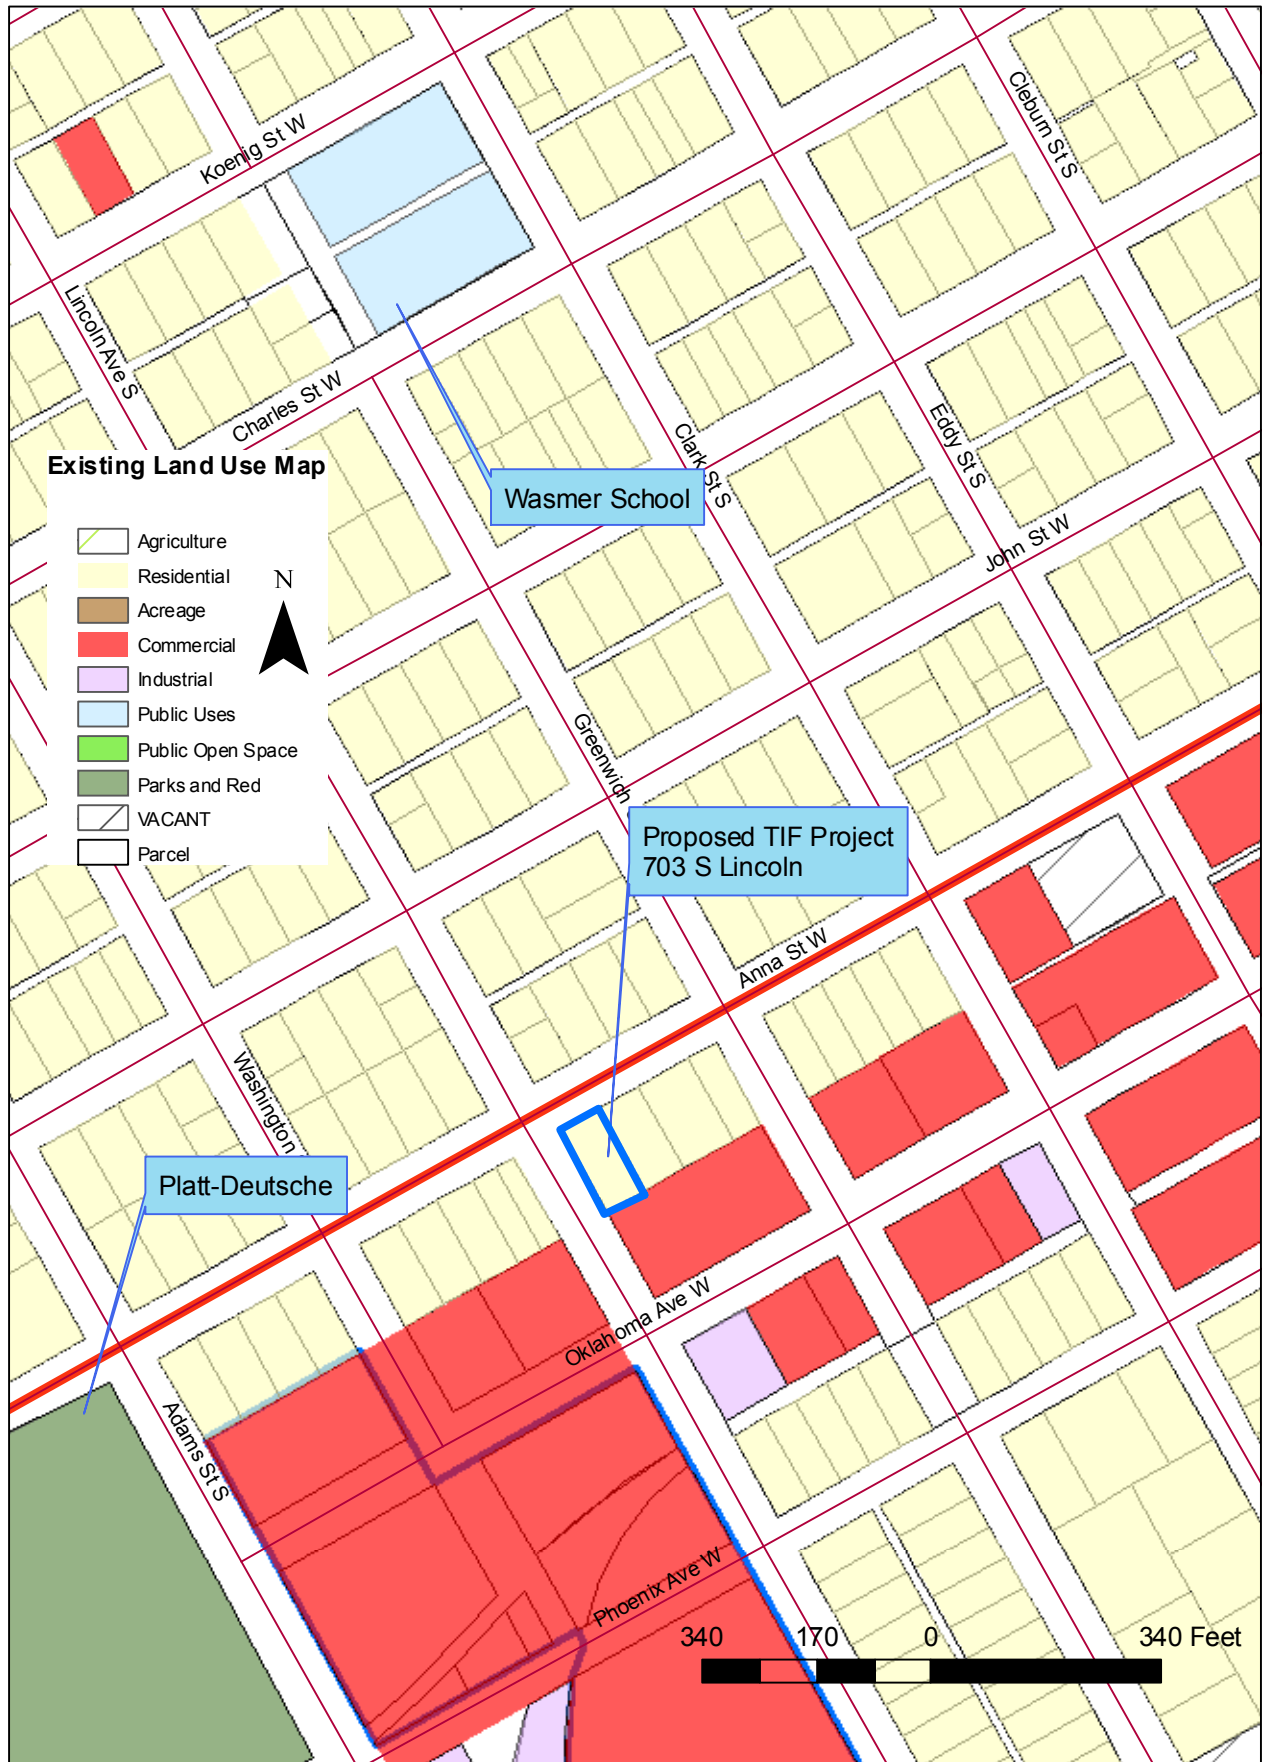 Cleburn St S
Koenig St W
Lincoln Ave S
Charles St W
Eddy St S
Clark St S
Existing Land Use Map
Wasmer School
Agriculture
Residential
N
Acreage
Commercial
Industrial
Public Uses
Public Open Space
Parks and Red
VACANT
Parcel
John St W
Greenwich
Proposed TIF Project
703 S Lincoln
Anna St W
Washington
Platt-Deutsche
Oklahoma Ave W
Adams St S
Phoenix Ave W
340 170 0 340 Feet